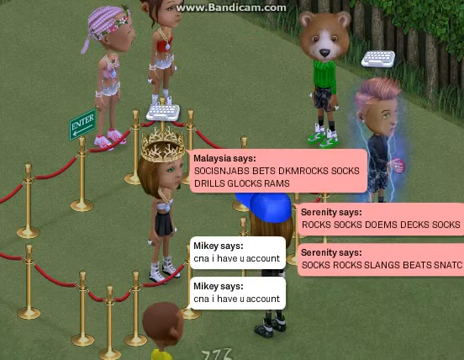 www.Bandicam.com
ENTER
Malaysia says:
SOCISNJABS BETS DKMROCKS SOCKS
DRILLS GLOCKS RAMS
Serenity says:
ROCKS SOCKS DOEMS DECKS SOCKS
Mikey says:
cna i have u account
Serenity says:
SOCKS ROCKS SLANGS BEATS SNATC
Mikey says:
cna i have u account